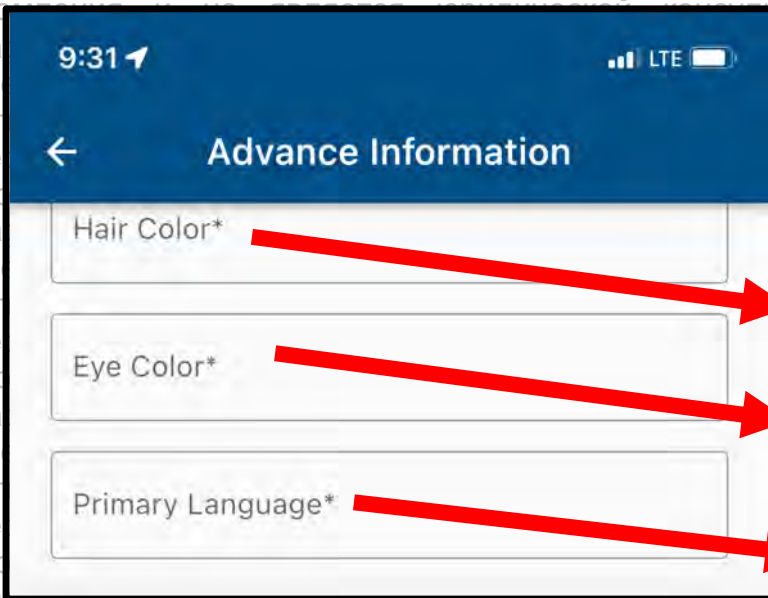 9:31
LTE
Advance Information
Hair Color*
Eye Color*
Primary Language*